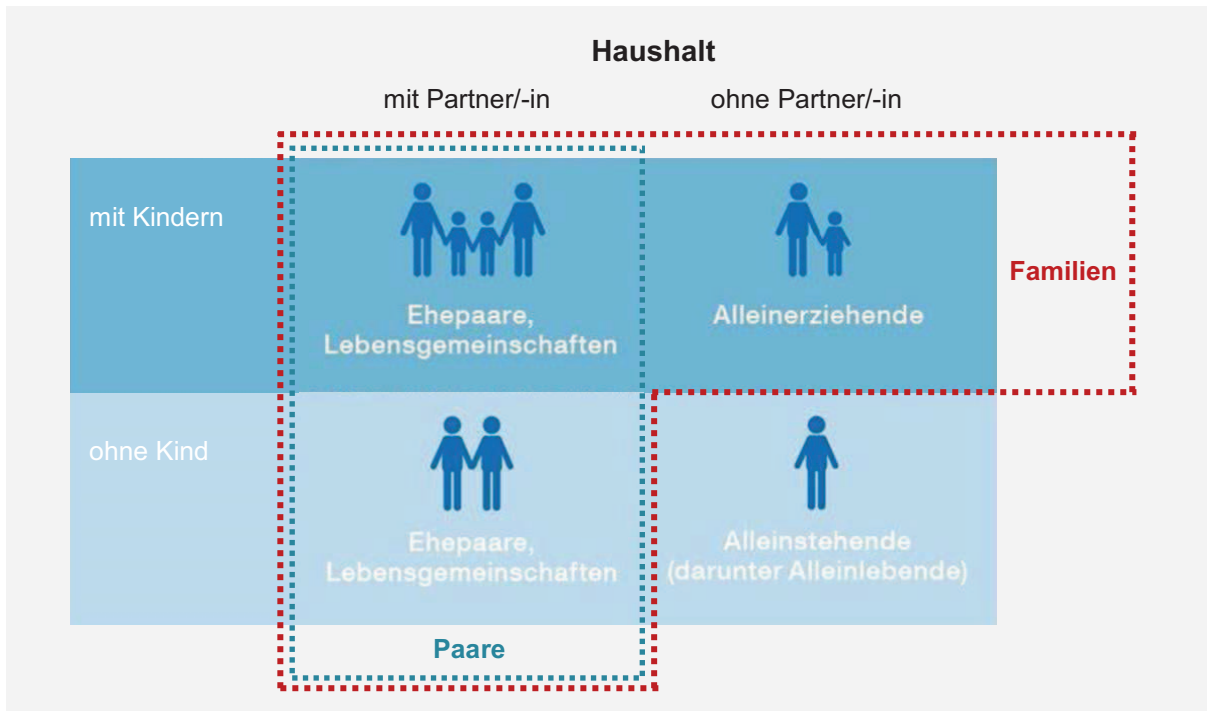 Haushalt
mit Partner/-in
ohne Partner/-in
mit Kindern
Ehepaare,
Lebensgemeinschaften
Alleinerziehende
Familien
ohne Kind
Ehepaare,
Lebensgemeinschaften
Alleinstehende
(darunter Alleinlebende)
Paare